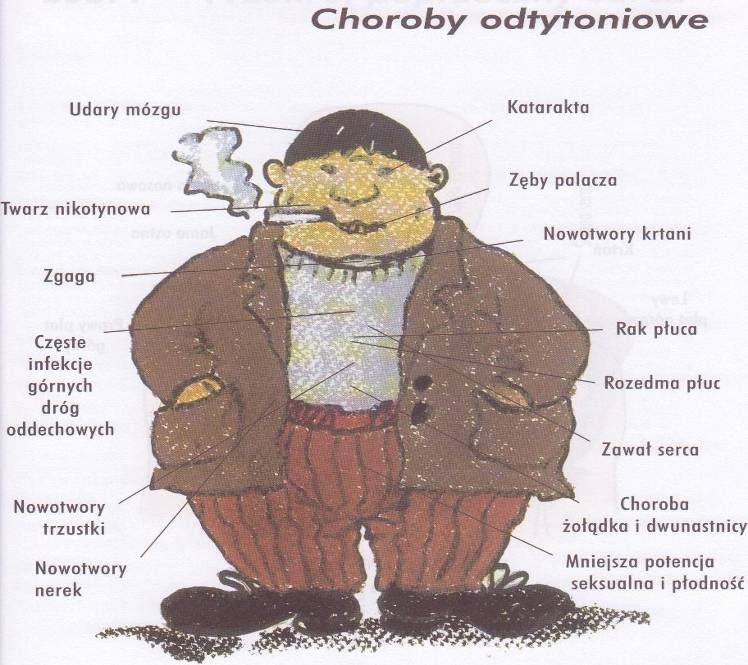 Choroby odtytoniowe
Udary mózgu
Katarakta
Zęby palacza
Twarz nikotynowa
Nowotwory krtani
Zgaga
Rak płuca
Częste
infekcje
górnych
dróg
oddechowych
Rozedma płuc
Zawał serca
Nowotwory
trzustki
Choroba
żołądka i dwunastnicy
Nowotwory
nerek
Mniejsza potencja
seksualna i płodność